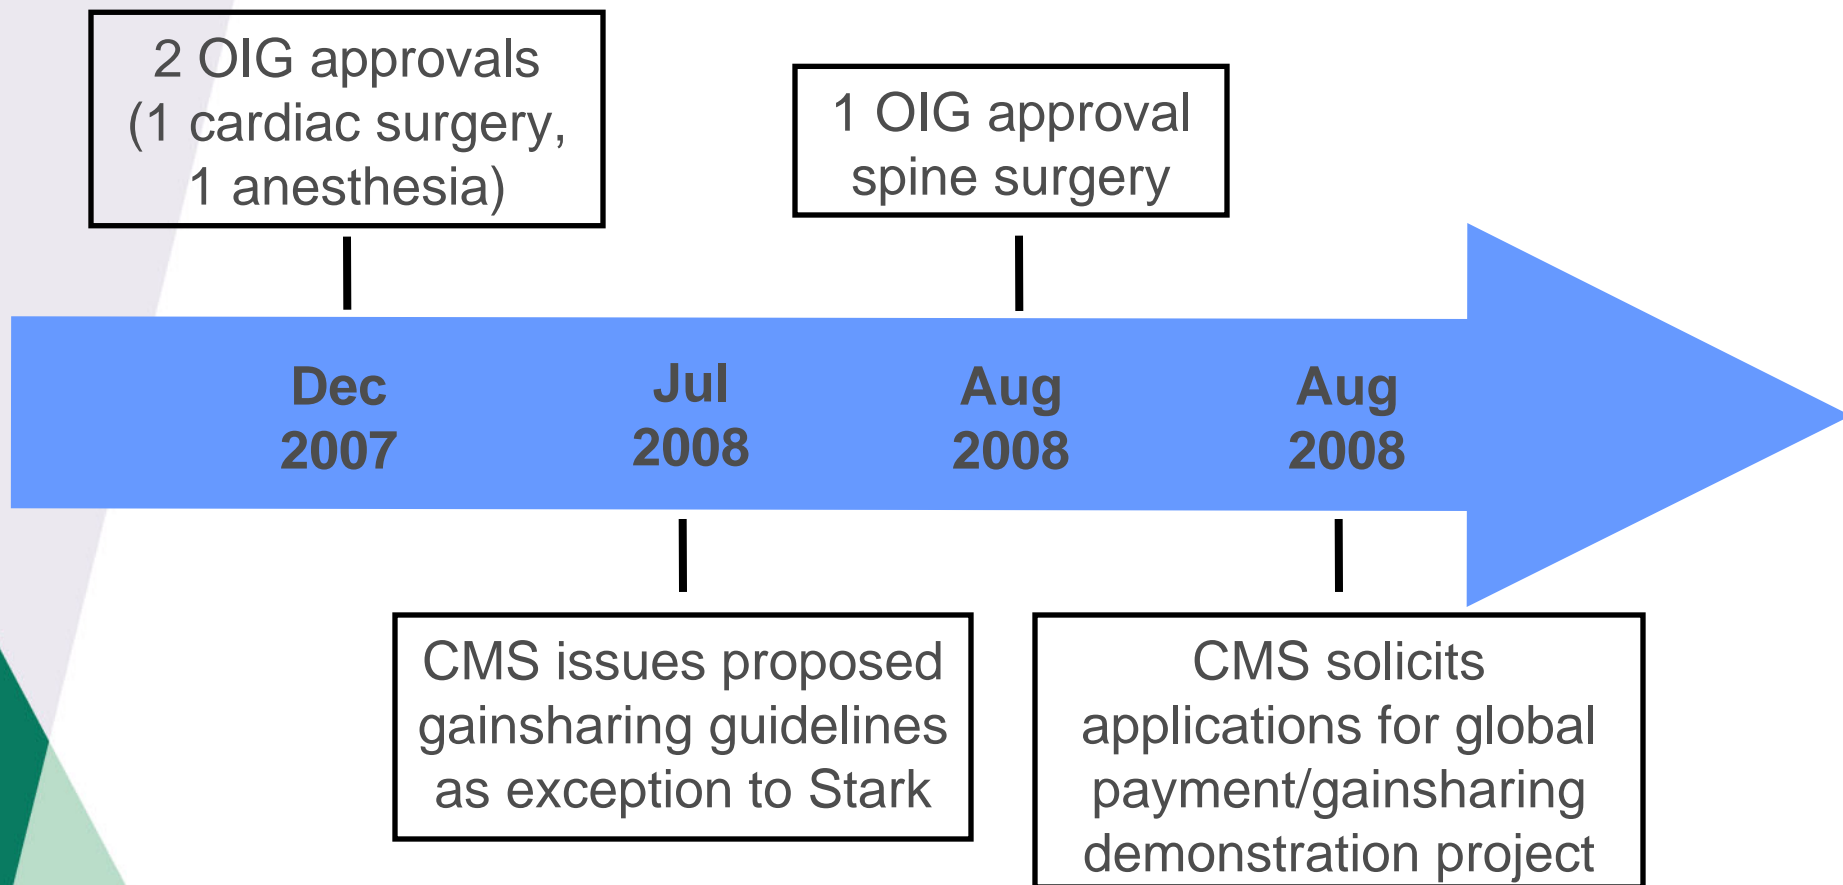 2 OIG approvals
(1 cardiac surgery,
1 anesthesia)
1 OIG approval
spine surgery
Dec
2007
Jul
2008
Aug
2008
Aug
2008
CMS issues proposed
gainsharing guidelines
as exception to Stark
CMS solicits
applications for global
payment/gainsharing
demonstration project